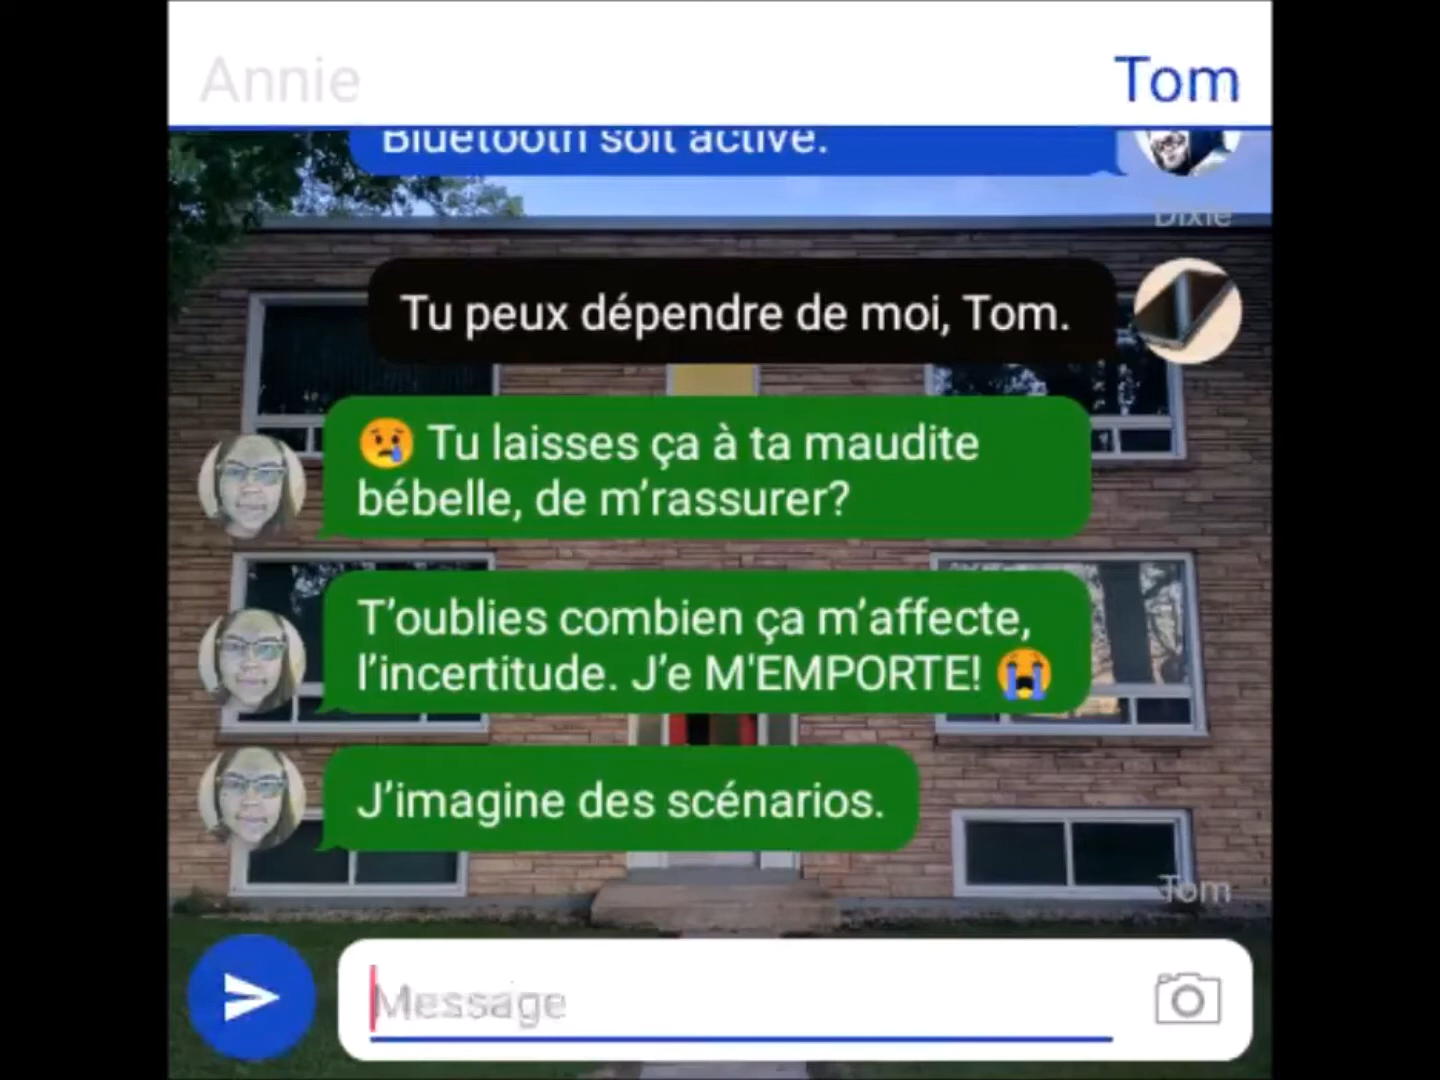 Annie
Tom
Bluetooth soit activé.
Dixie
Tu peux dépendre de moi, Tom.
😢 Tu laisses ça à ta maudite
bébelle, de m’rassurer?
T’oublies combien ça m’affecte,
l’incertitude. J’e M'EMPORTE! 😭
J’imagine des scénarios.
Tom
Message